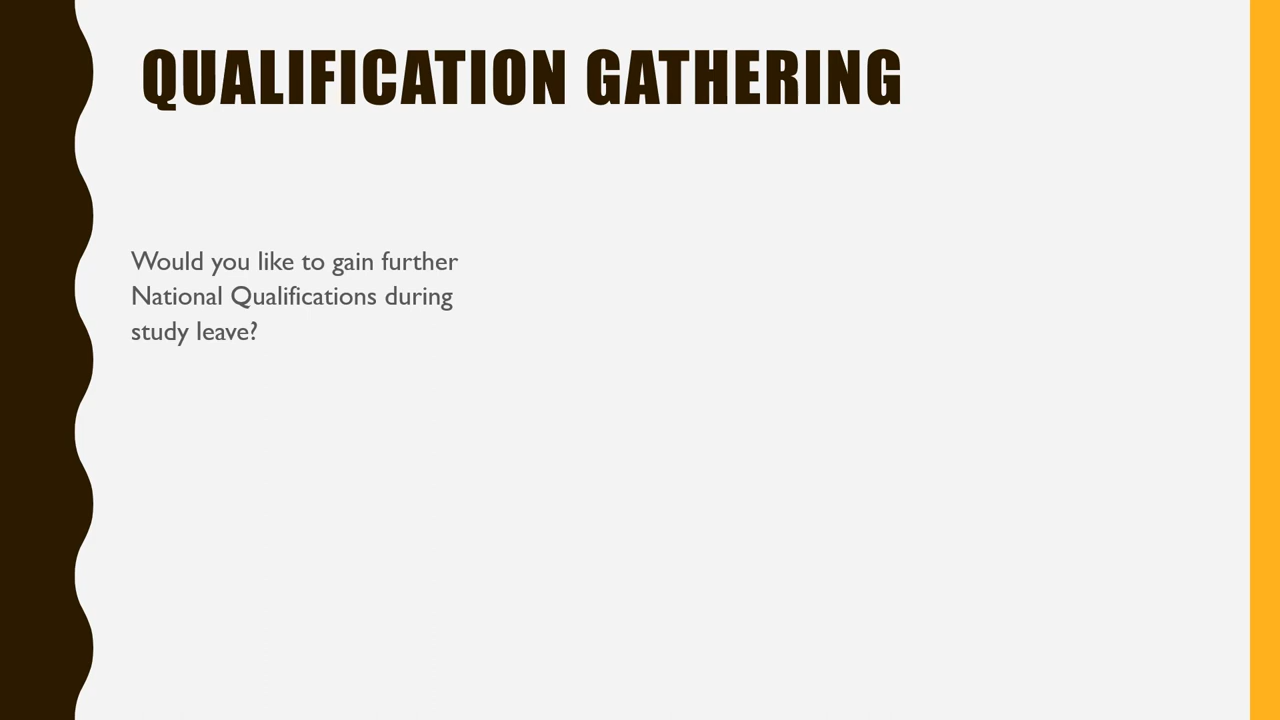 QUALIFICATION GATHERING
Would you like to gain further
National Qualifications during
study leave?